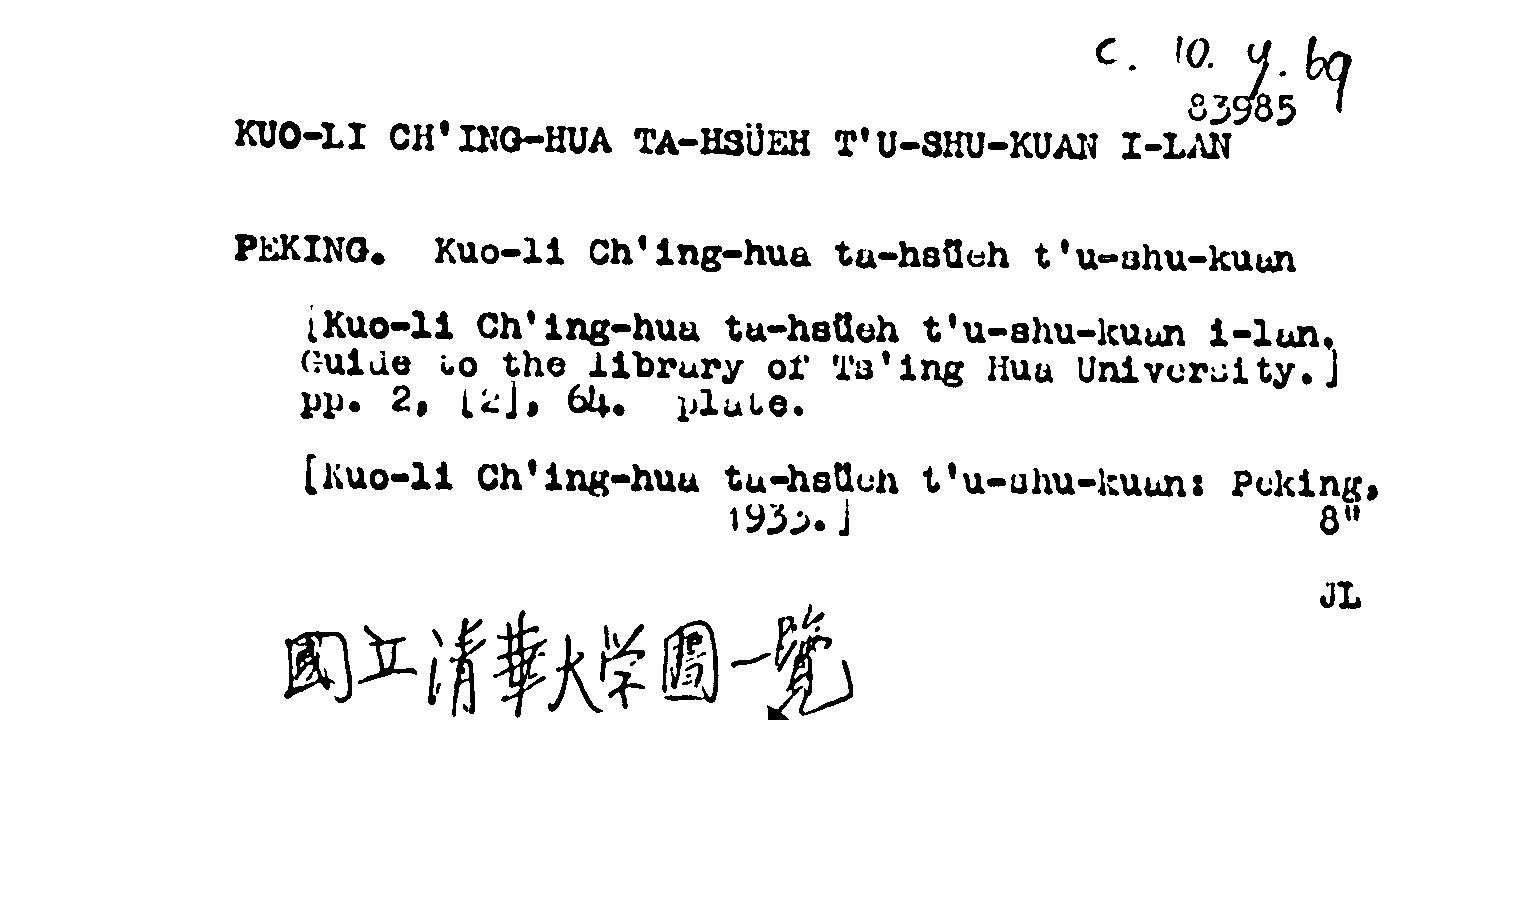 c. 10. y. 69
83985
KUO-LI CH'ING-HUA TA-HSÜEH T'U-SHU-KUAN I-LAN
PEKING. Kuo-li Ch'ing-hua ta-hsüeh t'u-shu-kuan
[Kuo-li Ch'ing-hua ta-hsüeh t'u-shu-kuan i-lan.
Guide to the library of Ts'ing Hua University.]
pp. 2, [2], 64. plate.
[Kuo-li Ch'ing-hua ta-hsüeh t'u-shu-kuan: Peking,
1935.] 8"
JL
國立清華大学圕一覽